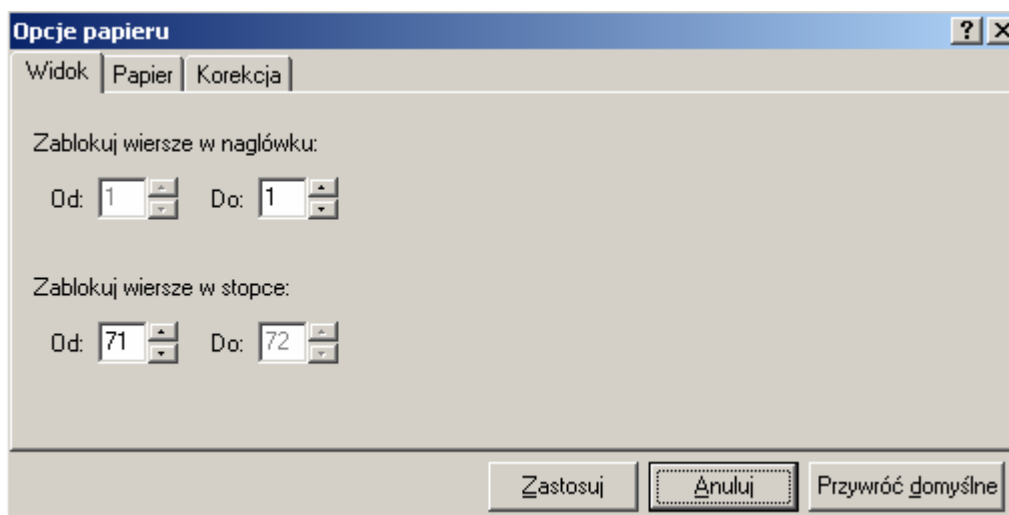 Opcje papieru
Widok Papier Korekcja
Zablokuj wiersze w naglówku:
Od: 1 Do: 1
Zablokuj wiersze w stopce:
Od: 71 Do: 72
Zastosuj Anuluj Przywróć domyślne